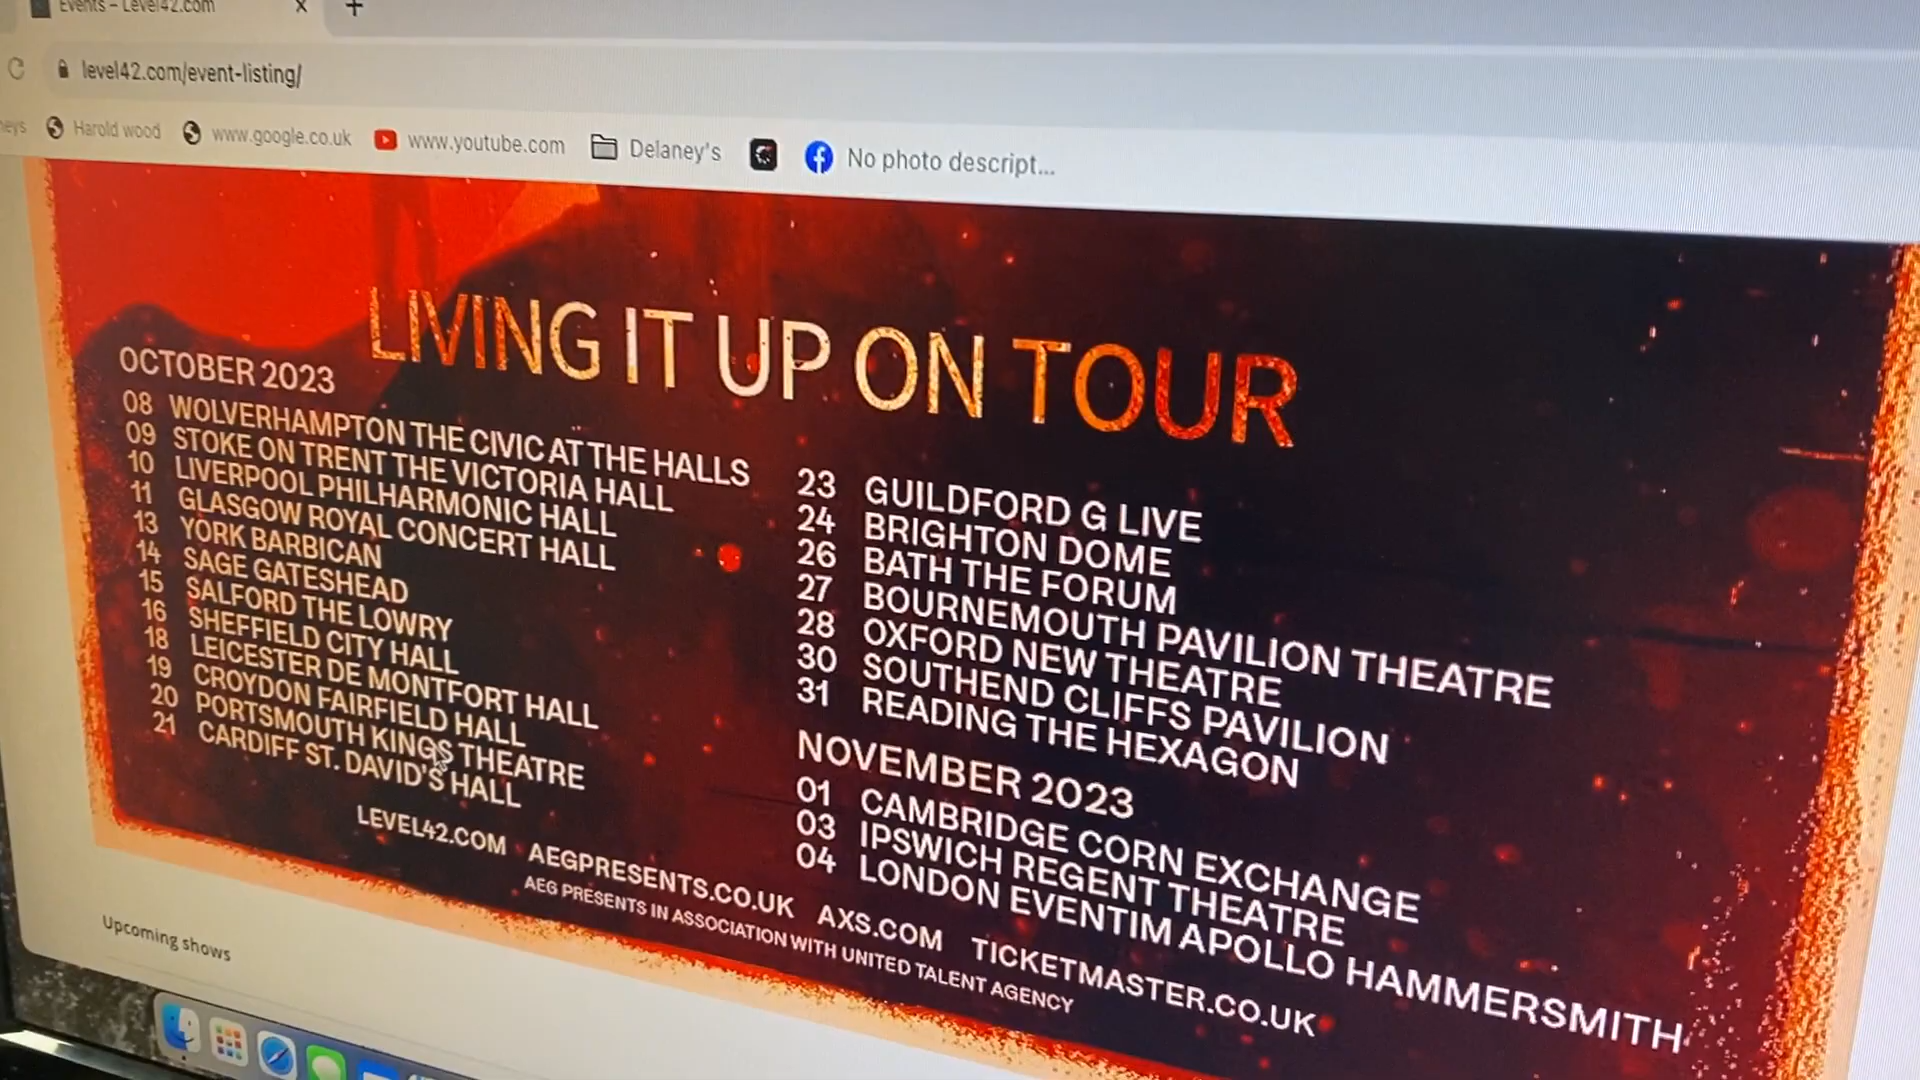 Events – Level42.com
level42.com/event-listing/
Harold wood
www.google.co.uk
www.youtube.com
Delaney's
No photo descript...
LIVING IT UP ON TOUR
OCTOBER 2023
08 WOLVERHAMPTON THE CIVIC AT THE HALLS
09 STOKE ON TRENT THE VICTORIA HALL
10 LIVERPOOL PHILHARMONIC HALL
11 GLASGOW ROYAL CONCERT HALL
13 YORK BARBICAN
14 SAGE GATESHEAD
15 SALFORD THE LOWRY
16 SHEFFIELD CITY HALL
18 LEICESTER DE MONTFORT HALL
19 CROYDON FAIRFIELD HALL
20 PORTSMOUTH KINGS THEATRE
21 CARDIFF ST. DAVID'S HALL
23 GUILDFORD G LIVE
24 BRIGHTON DOME
26 BATH THE FORUM
27 BOURNEMOUTH PAVILION THEATRE
28 OXFORD NEW THEATRE
30 SOUTHEND CLIFFS PAVILION
31 READING THE HEXAGON
NOVEMBER 2023
01 CAMBRIDGE CORN EXCHANGE
03 IPSWICH REGENT THEATRE
04 LONDON EVENTIM APOLLO HAMMERSMITH
LEVEL42.COM AEGPRESENTS.CO.UK AXS.COM TICKETMASTER.CO.UK
AEG PRESENTS IN ASSOCIATION WITH UNITED TALENT AGENCY
Upcoming shows